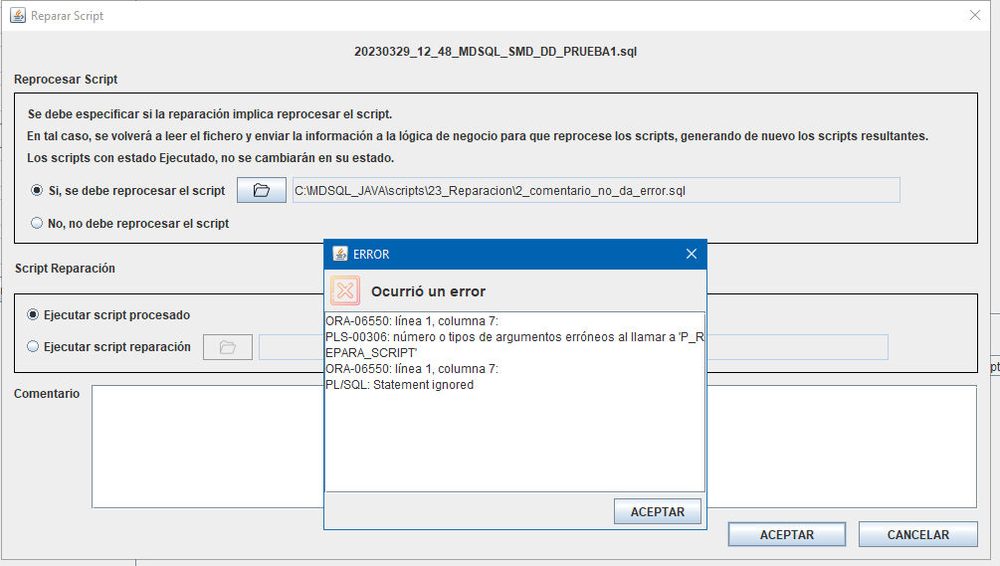 Reparar Script
20230329_12_48_MDSQL_SMD_DD_PRUEBA1.sql
Reprocesar Script
Se debe especificar si la reparación implica reprocesar el script.
En tal caso, se volverá a leer el fichero y enviar la información a la lógica de negocio para que reprocese los scripts, generando de nuevo los scripts resultantes.
Los scripts con estado Ejecutado, no se cambiarán en su estado.
Si, se debe reprocesar el script
C:\MDSQL_JAVA\scripts\23_Reparacion\2_comentario_no_da_error.sql
No, no debe reprocesar el script
Script Reparación
Ejecutar script procesado
Ejecutar script reparación
Comentario
ERROR
Ocurrió un error
ORA-06550: línea 1, columna 7:
PLS-00306: número o tipos de argumentos erróneos al llamar a 'P_R
EPARA_SCRIPT'
ORA-06550: línea 1, columna 7:
PL/SQL: Statement ignored
ACEPTAR
ACEPTAR
CANCELAR
pt